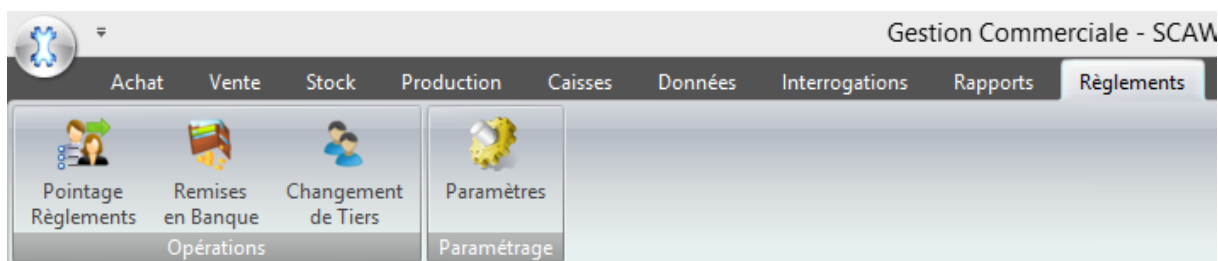 Gestion Commerciale - SCAW
Achat Vente Stock Production Caisses Données Interrogations Rapports Règlements
Pointage Remises Changement Paramètres
Règlements en Banque de Tiers
Opérations Paramétrage